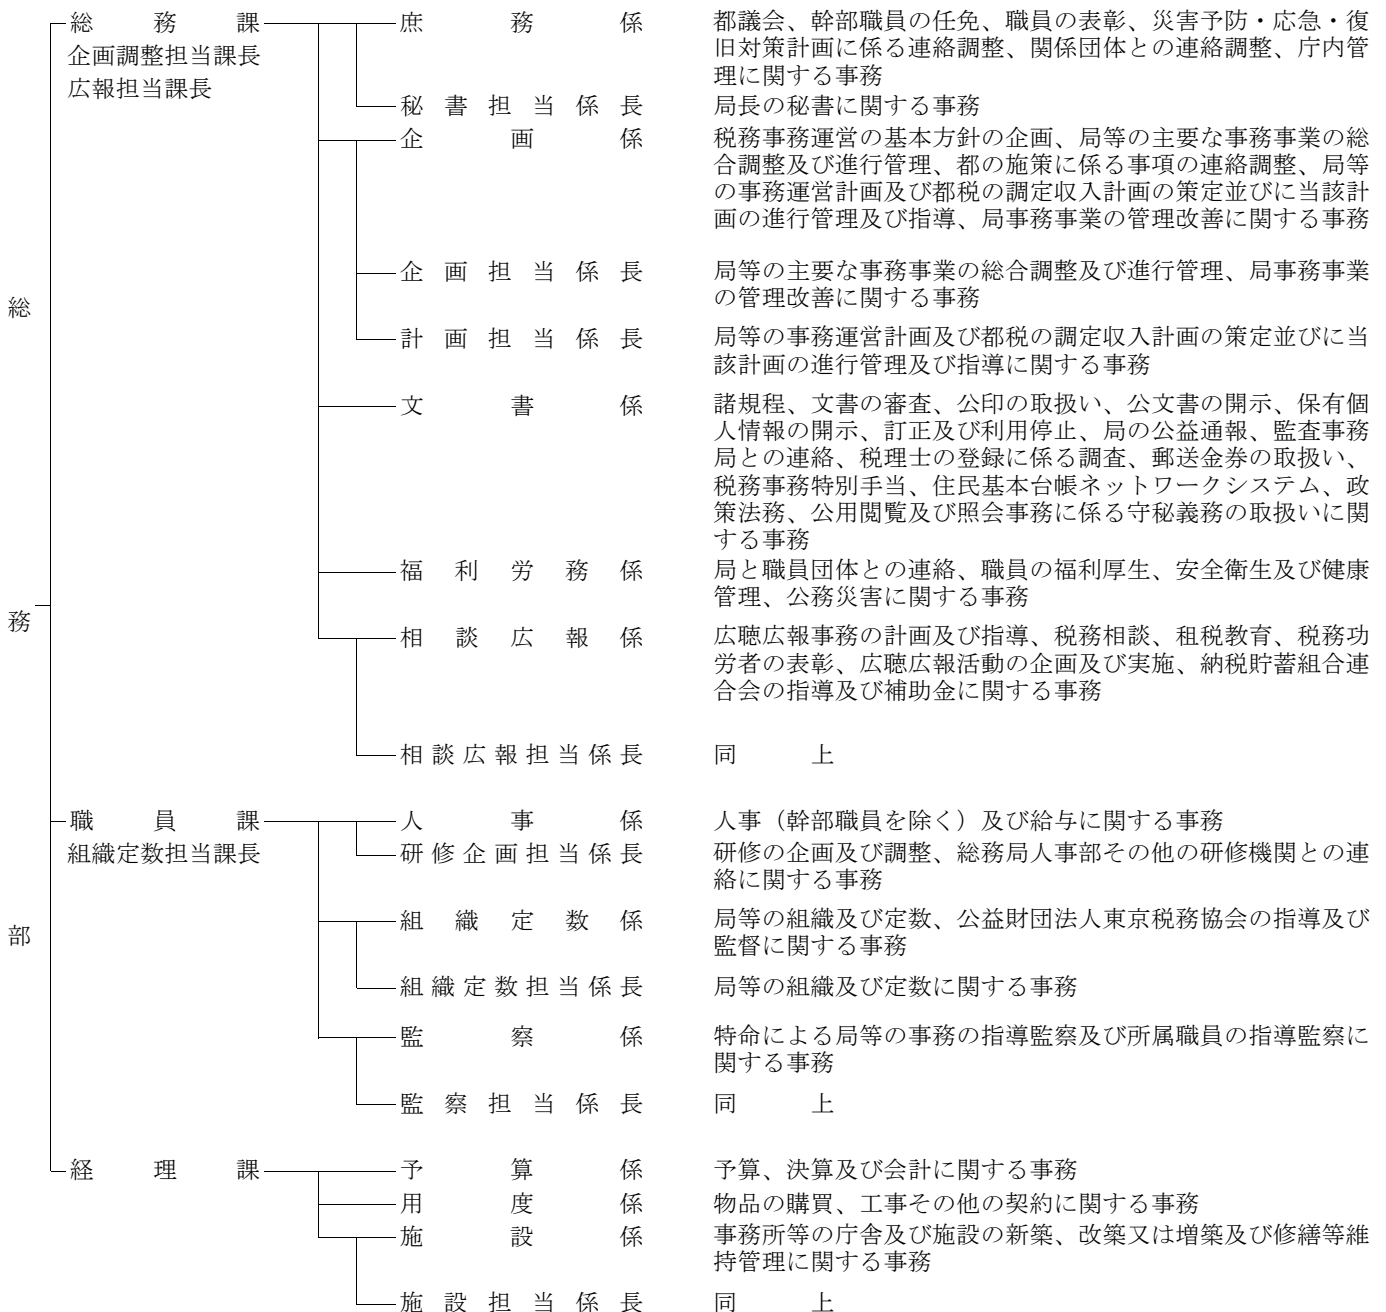 総務部
総務課
企画調整担当課長
広報担当課長
庶務係
都議会、幹部職員の任免、職員の表彰、災害予防・応急・復
旧対策計画に係る連絡調整、関係団体との連絡調整、庁内管
理に関する事務
秘書担当係長
局長の秘書に関する事務
企画係
税務事務運営の基本方針の企画、局等の主要な事務事業の総
合調整及び進行管理、都の施策に係る事項の連絡調整、局等
の事務運営計画及び都税の調定収入計画の策定並びに当該計
画の進行管理及び指導、局事務事業の管理改善に関する事務
企画担当係長
局等の主要な事務事業の総合調整及び進行管理、局事務事業
の管理改善に関する事務
計画担当係長
局等の事務運営計画及び都税の調定収入計画の策定並びに当
該計画の進行管理及び指導に関する事務
文書係
諸規程、文書の審査、公印の取扱い、公文書の開示、保有個
人情報の開示、訂正及び利用停止、局の公益通報、監査事務
局との連絡、税理士の登録に係る調査、郵送金券の取扱い、
税務事務特別手当、住民基本台帳ネットワークシステム、政
策法務、公用閲覧及び照会事務に係る守秘義務の取扱いに関
する事務
福利労務係
局と職員団体との連絡、職員の福利厚生、安全衛生及び健康
管理、公務災害に関する事務
相談広報係
広聴広報事務の計画及び指導、税務相談、租税教育、税務功
労者の表彰、広聴広報活動の企画及び実施、納税貯蓄組合連
合会の指導及び補助金に関する事務
相談広報担当係長
同上
職員課
組織定数担当課長
人事係
人事（幹部職員を除く）及び給与に関する事務
研修企画担当係長
研修の企画及び調整、総務局人事部その他の研修機関との連
絡に関する事務
組織定数係
局等の組織及び定数、公益財団法人東京税務協会の指導及び
監督に関する事務
組織定数担当係長
局等の組織及び定数に関する事務
監察係
特命による局等の事務の指導監察及び所属職員の指導監察に
関する事務
監察担当係長
同上
経理課
予算係
予算、決算及び会計に関する事務
用度係
物品の購買、工事その他の契約に関する事務
施設係
事務所等の庁舎及び施設の新築、改築又は増築及び修繕等維
持管理に関する事務
施設担当係長
同上